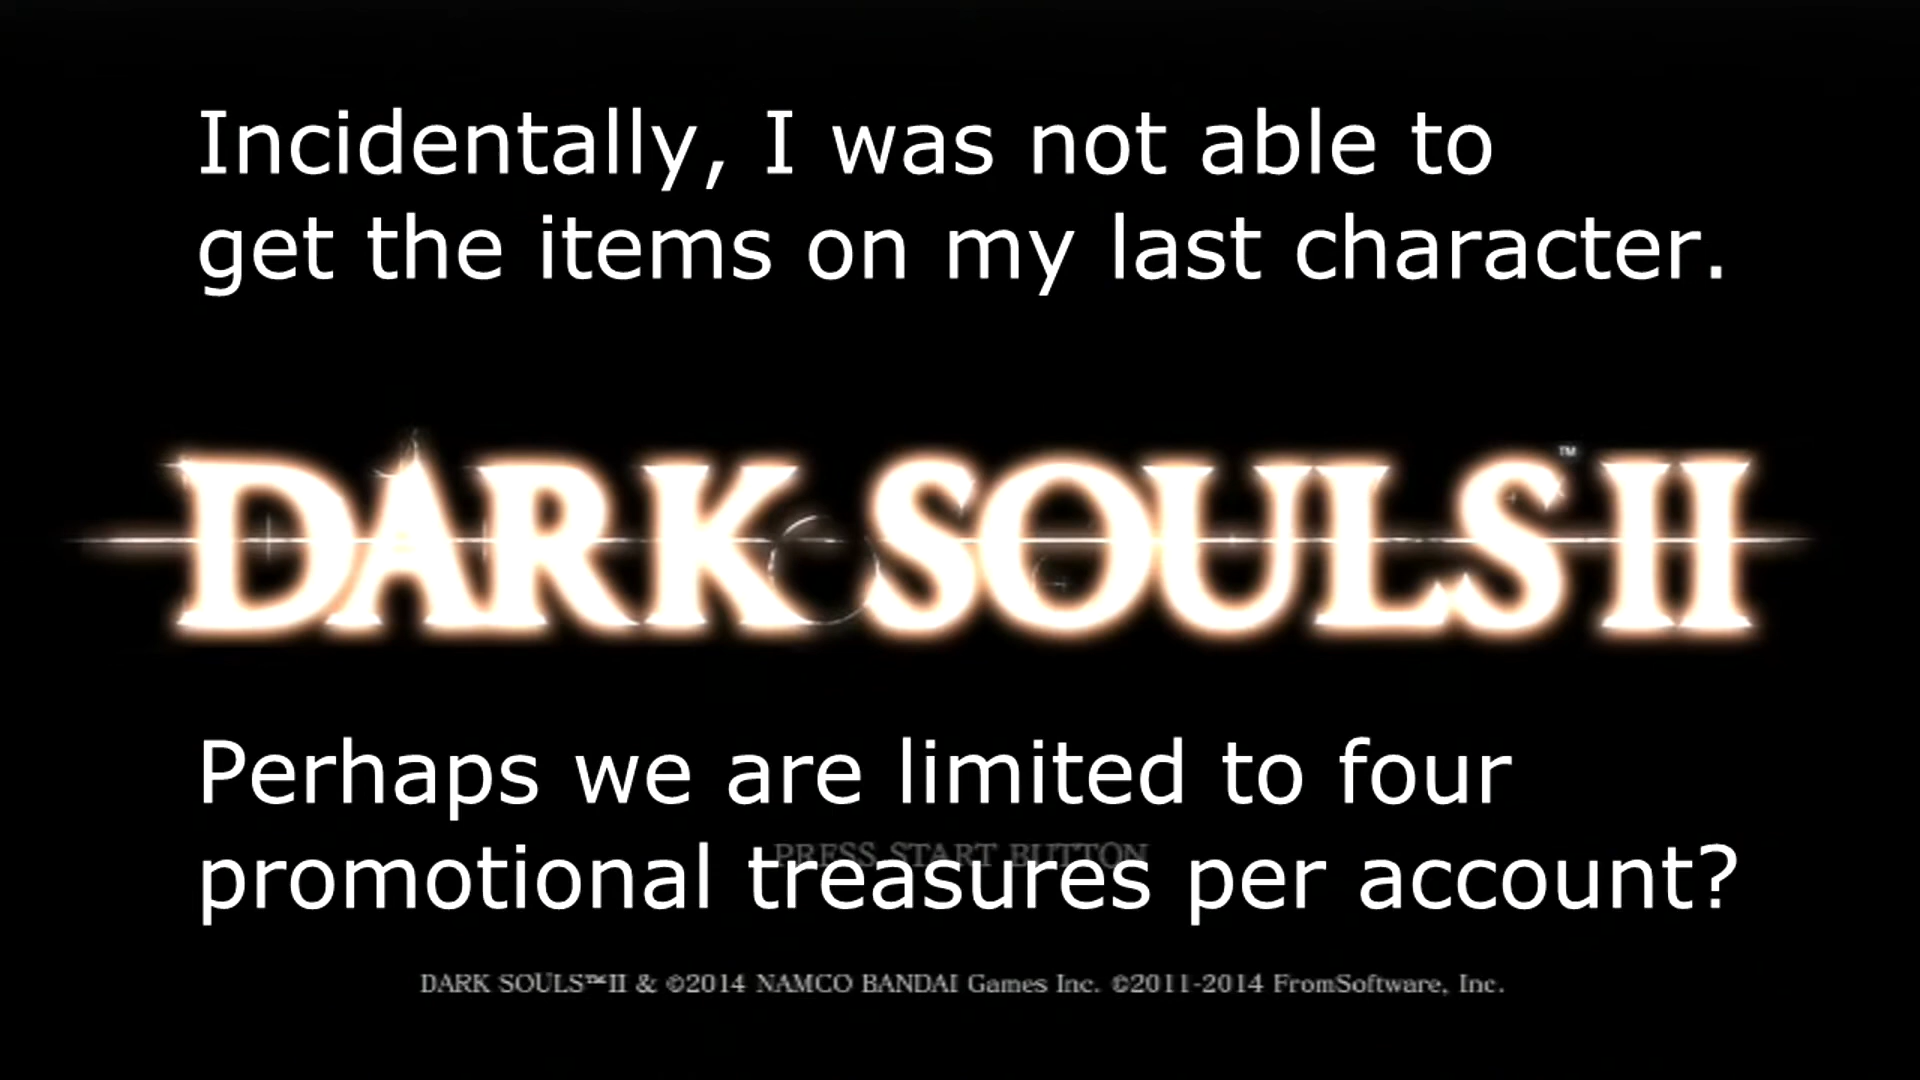 Incidentally, I was not able to
get the items on my last character.
DARK SOULS™ II
Perhaps we are limited to four
PRESS START BUTTON
promotional treasures per account?
DARK SOULS™II & ©2014 NAMCO BANDAI Games Inc. ©2011-2014 FromSoftware, Inc.